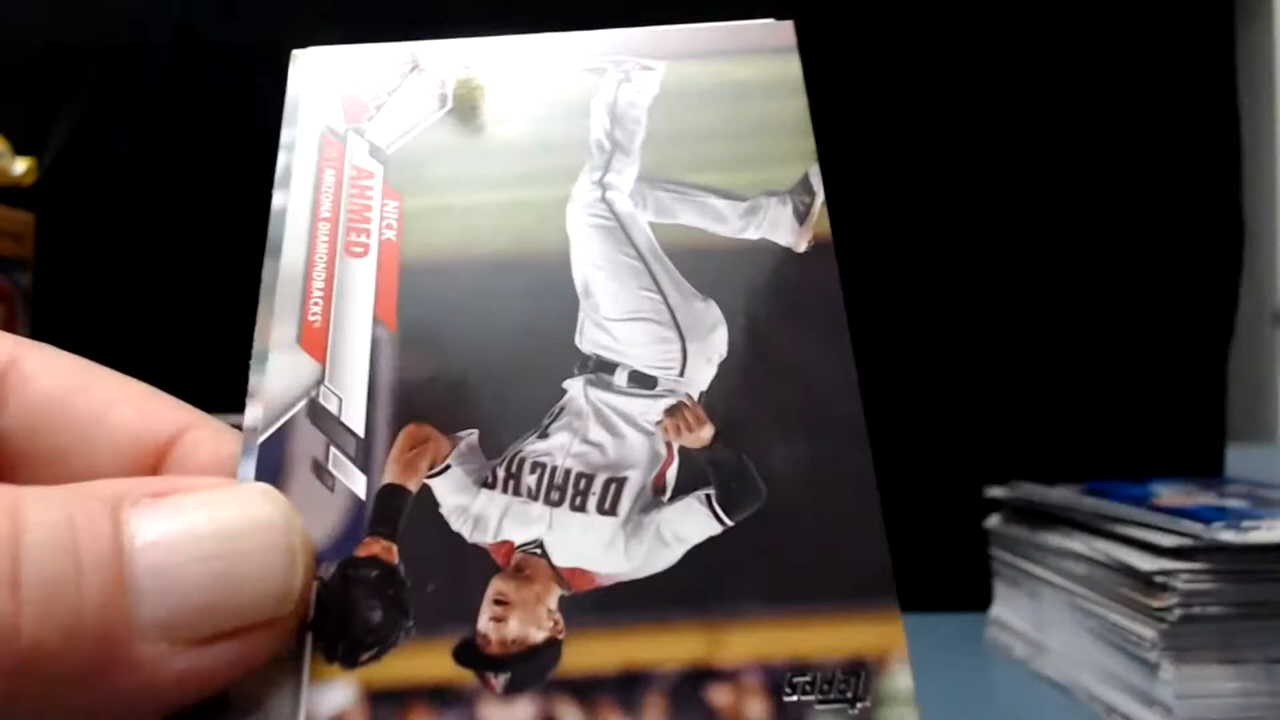 NICK
AHMED
ARIZONA DIAMONDBACKS
D-BACKS
Topps